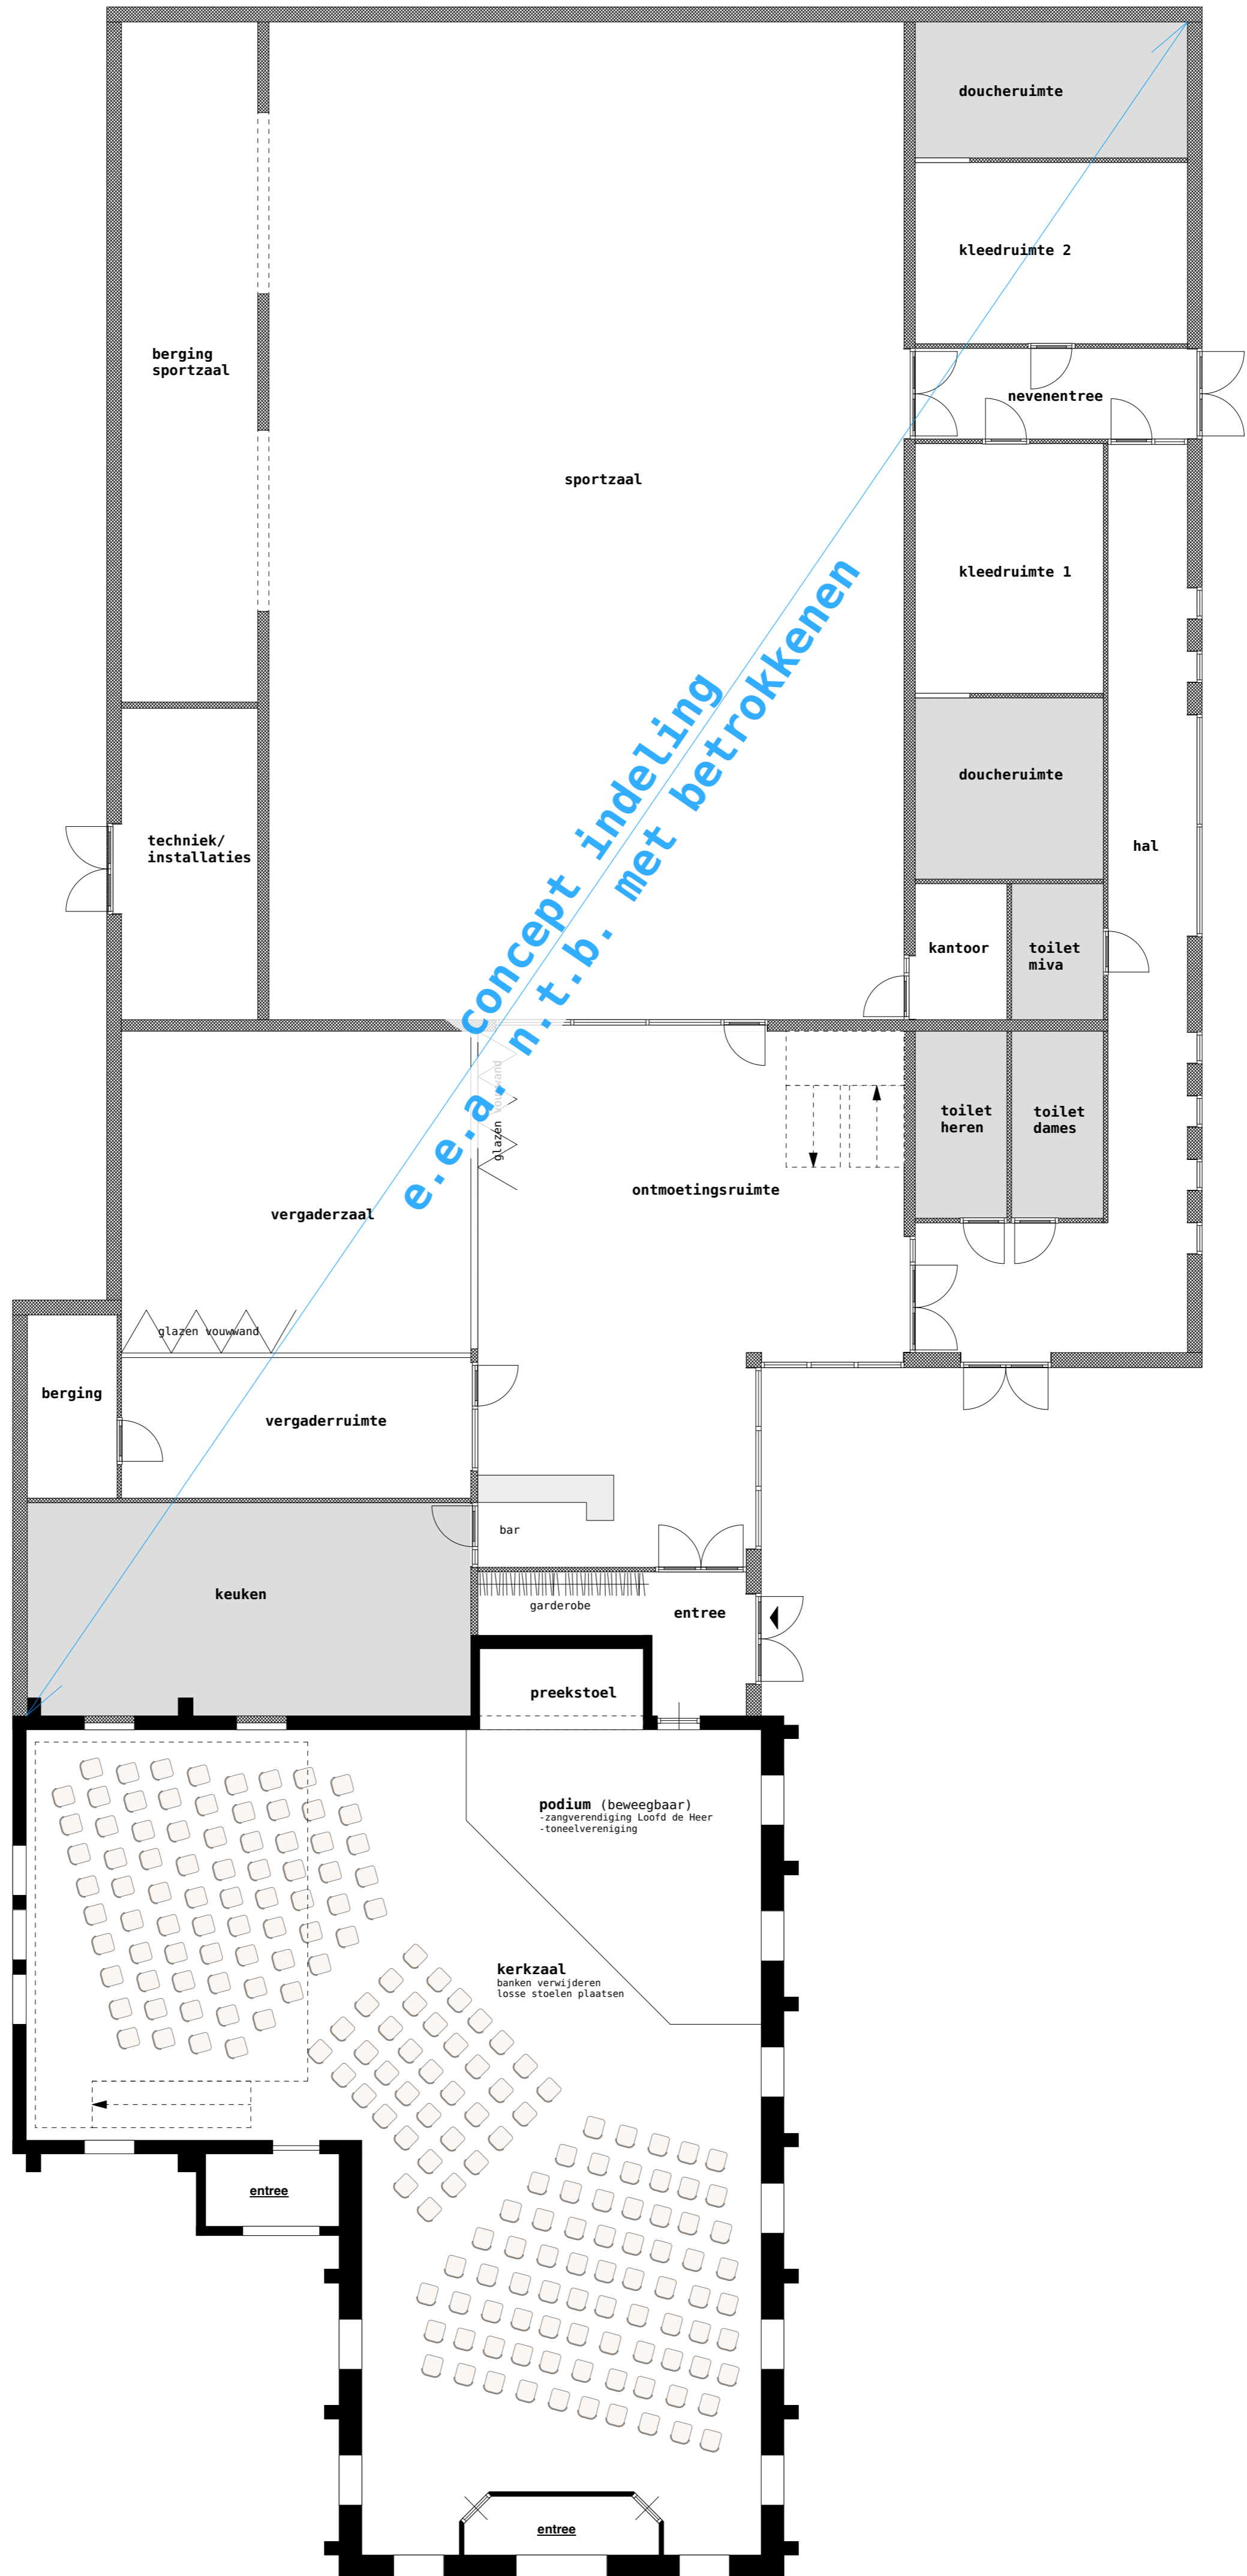 doucheruimte
kleedruimte 2
berging
sportzaal
nevenentree
sportzaal
kleedruimte 1
concept indeling
e.e.a. n.t.b. met betrokkenen
doucheruimte
techniek/
installaties
hal
kantoor
toilet
miva
glazen vouwwand
toilet
heren
toilet
dames
ontmoetingsruimte
vergaderzaal
glazen vouwwand
berging
vergaderruimte
bar
keuken
garderobe
entree
preekstoel
podium (beweegbaar)
-zangverendiging Loofd de Heer
-toneelvereniging
kerkzaal
banken verwijderen
losse stoelen plaatsen
entree
entree